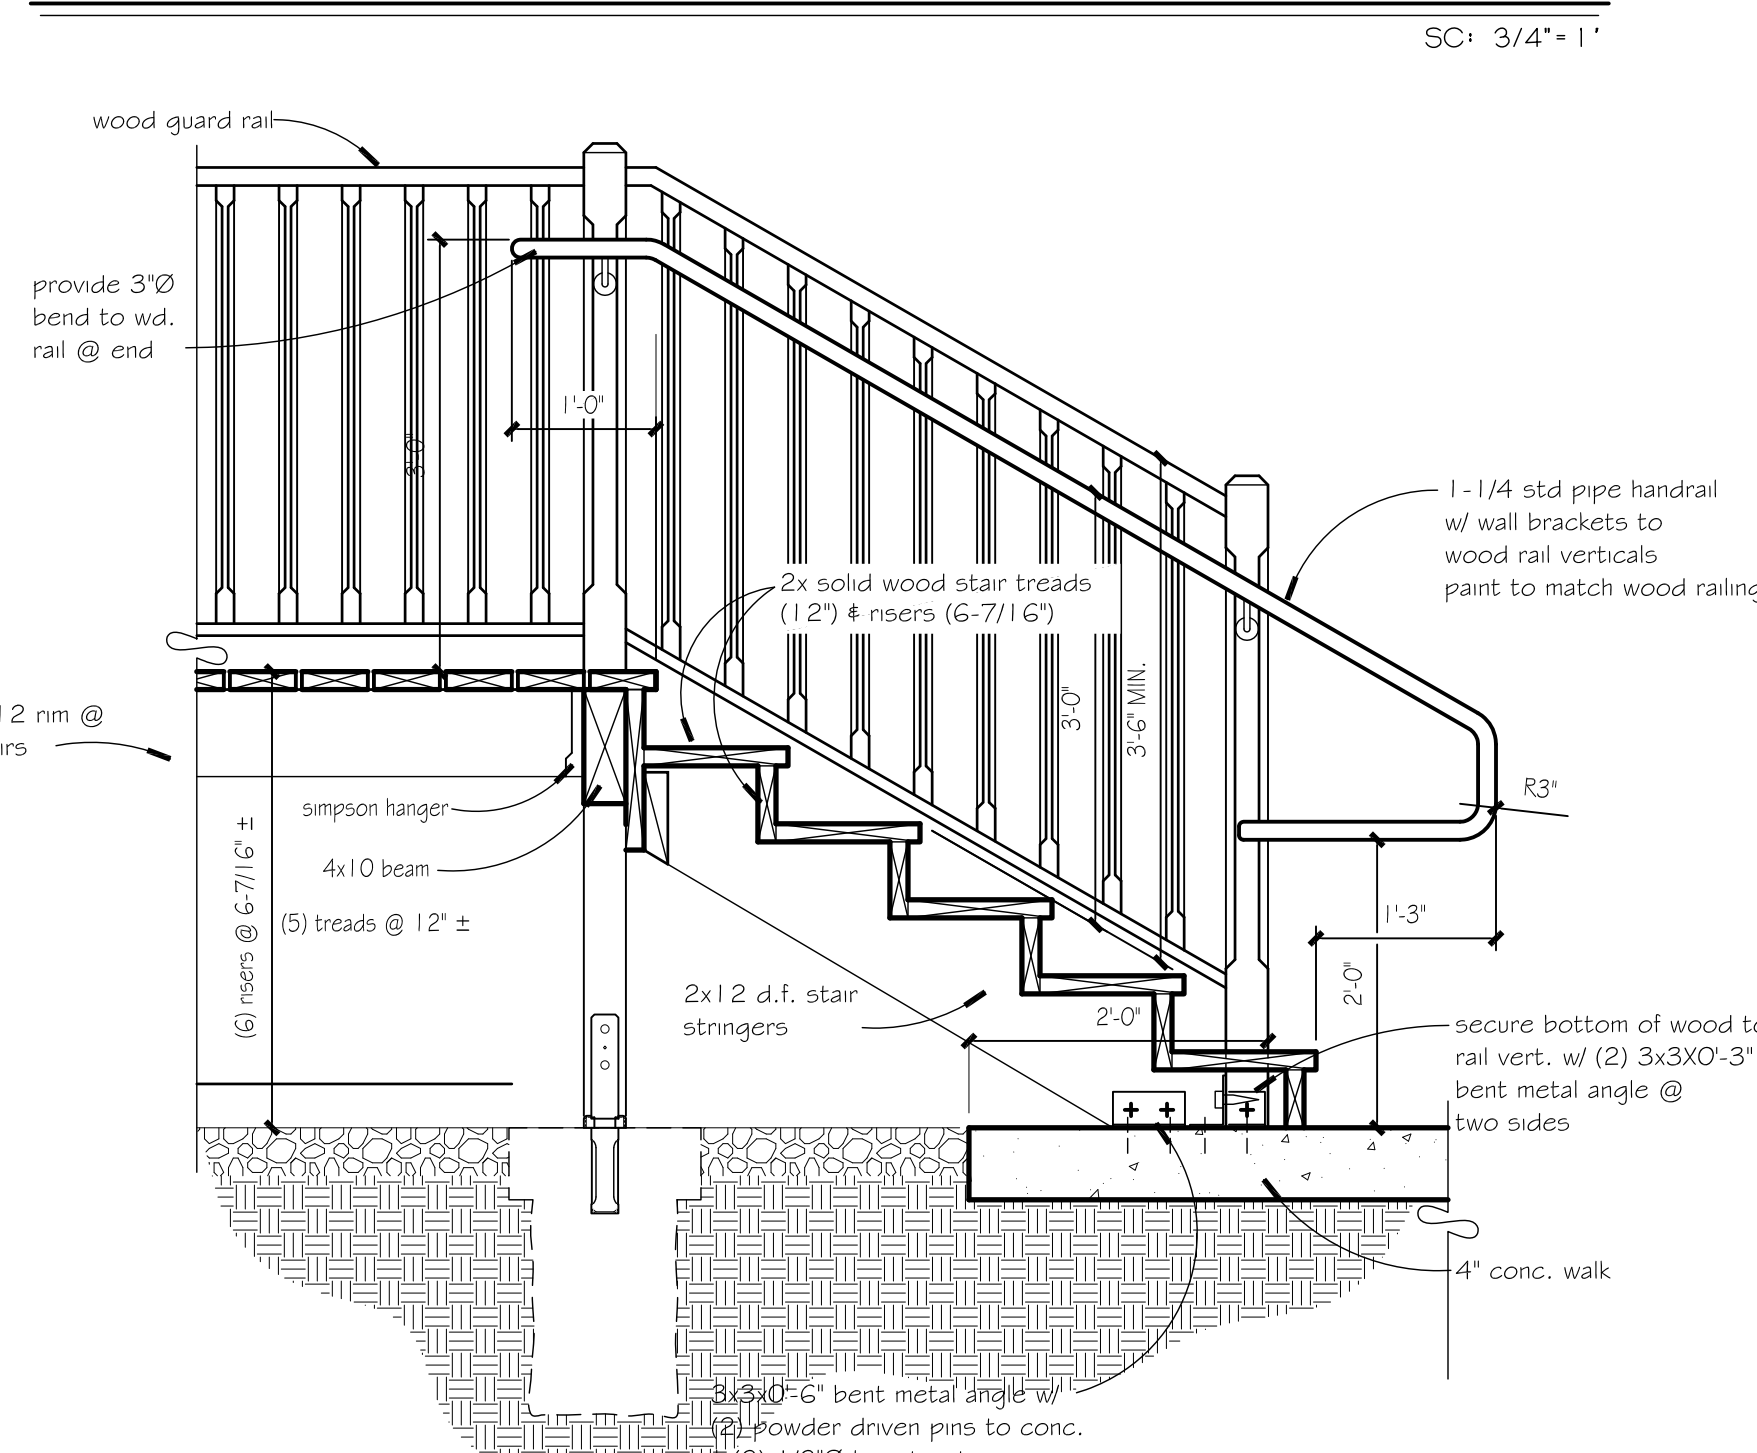 SC: 3/4"= 1'
wood guard rail
provide 3"Ø
bend to wd.
rail @ end
1'-0"
3'-0"
1-1/4 std pipe handrail
w/ wall brackets to
wood rail verticals
paint to match wood railing
2x solid wood stair treads
(12") & risers (6-7/16")
3'-0"
3'-6" MIN.
12 rim @
R3"
simpson hanger
4x10 beam
(6) risers @ 6-7/16" ±
(5) treads @ 12" ±
1'-3"
2'-0"
2x12 d.f. stair
stringers
2'-0"
secure bottom of wood to
rail vert. w/ (2) 3x3X0'-3"
bent metal angle @
two sides
4" conc. walk
3x3x0'-6" bent metal angle w/
(2) powder driven pins to conc.